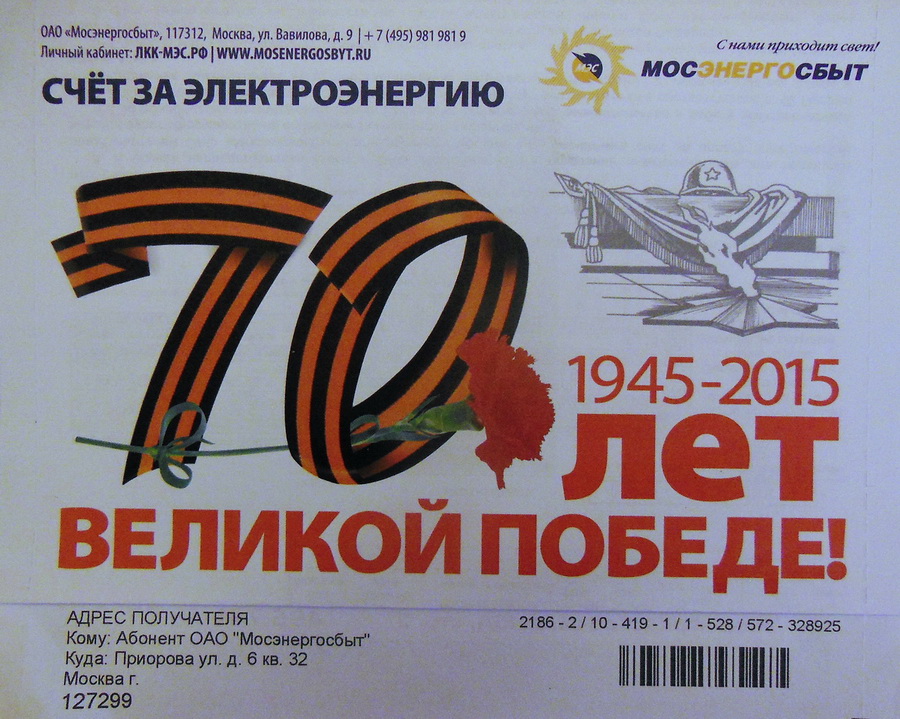 ОАО «Мосэнергосбыт», 117312, Москва, ул. Вавилова, д. 9 | + 7 (495) 981 981 9
Личный кабинет: ЛКК-МЭС.РФ | WWW.MOSENERGOSBYT.RU
СЧЁТ ЗА ЭЛЕКТРОЭНЕРГИЮ
С нами приходит свет!
МЭС
МОСЭНЕРГОСБЫТ
70
1945-2015
лет
ВЕЛИКОЙ ПОБЕДЕ!
АДРЕС ПОЛУЧАТЕЛЯ
Кому: Абонент ОАО "Мосэнергосбыт"
Куда: Приорова ул. д. 6 кв. 32
Москва г.
127299
2186 - 2 / 10 - 419 - 1 / 1 - 528 / 572 - 328925